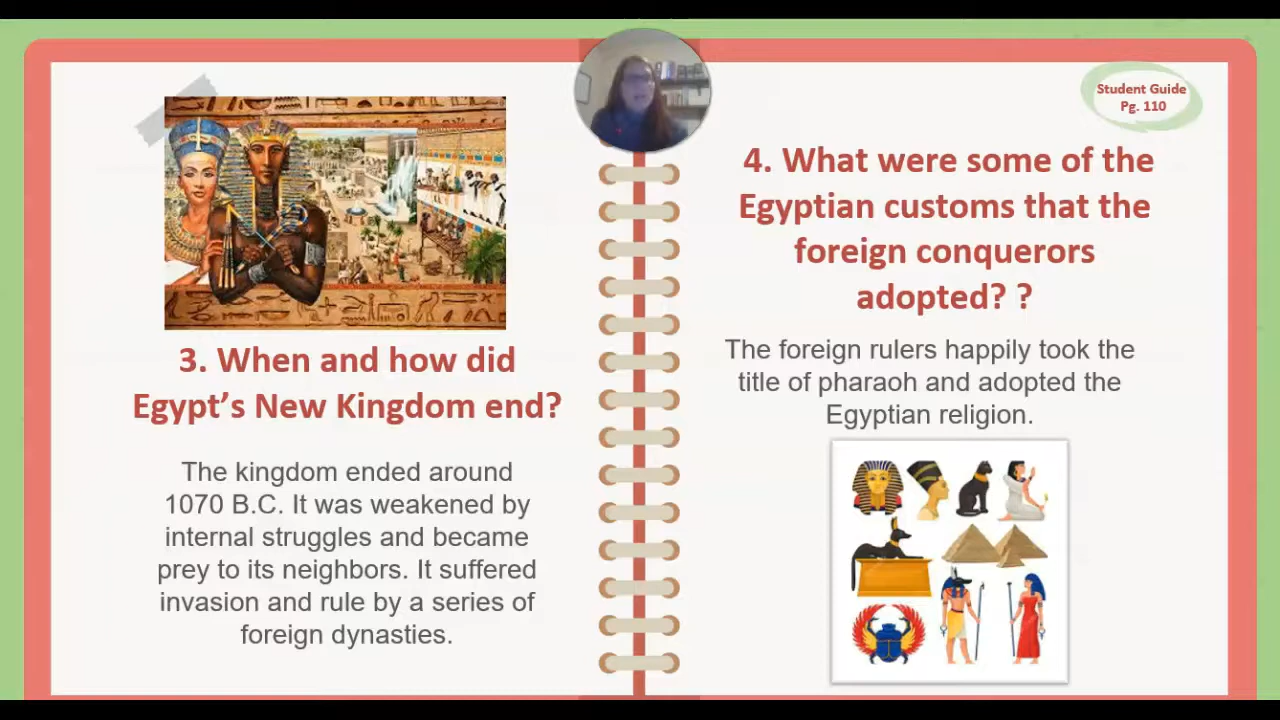 3. When and how did
Egypt's New Kingdom end?
The kingdom ended around
1070 B.C. It was weakened by
internal struggles and became
prey to its neighbors. It suffered
invasion and rule by a series of
foreign dynasties.
Student Guide
Pg. 110
4. What were some of the
Egyptian customs that the
foreign conquerors
adopted? ?
The foreign rulers happily took the
title of pharaoh and adopted the
Egyptian religion.